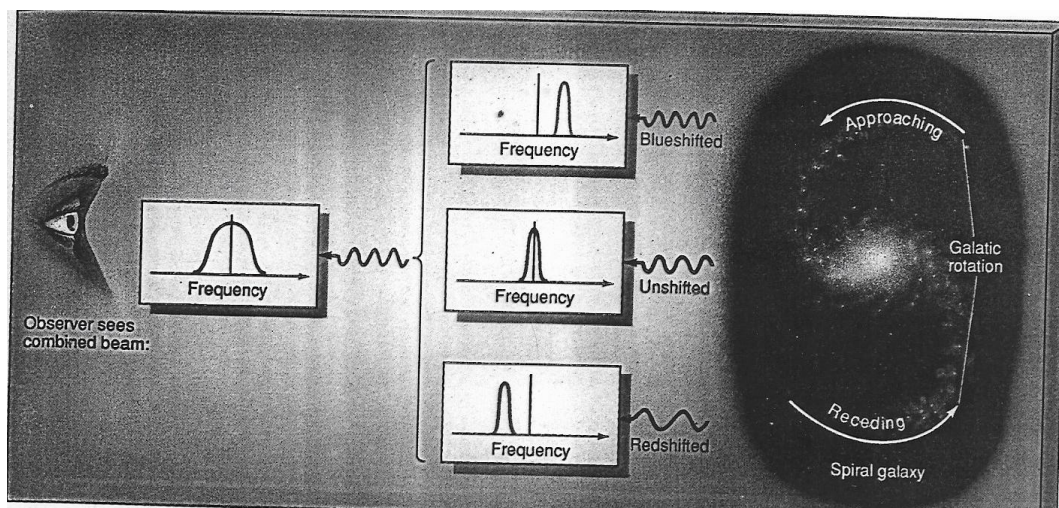 Observer sees
combined beam:
Frequency
Frequency
Blueshifted
Frequency
Unshifted
Frequency
Redshifted
Approaching
Galatic
rotation
Receding
Spiral galaxy